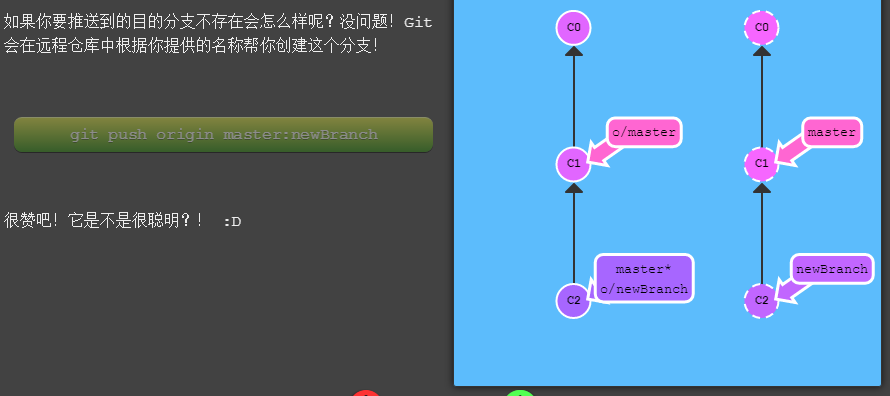 如果你要推送到的目的分支不存在会怎么样呢？没问题！Git
会在远程仓库中根据你提供的名称帮你创建这个分支！
git push origin master:newBranch
很赞吧！它是不是很聪明？！ :D
C0
C0
o/master
master
C1
C1
master*
o/newBranch
newBranch
C2
C2